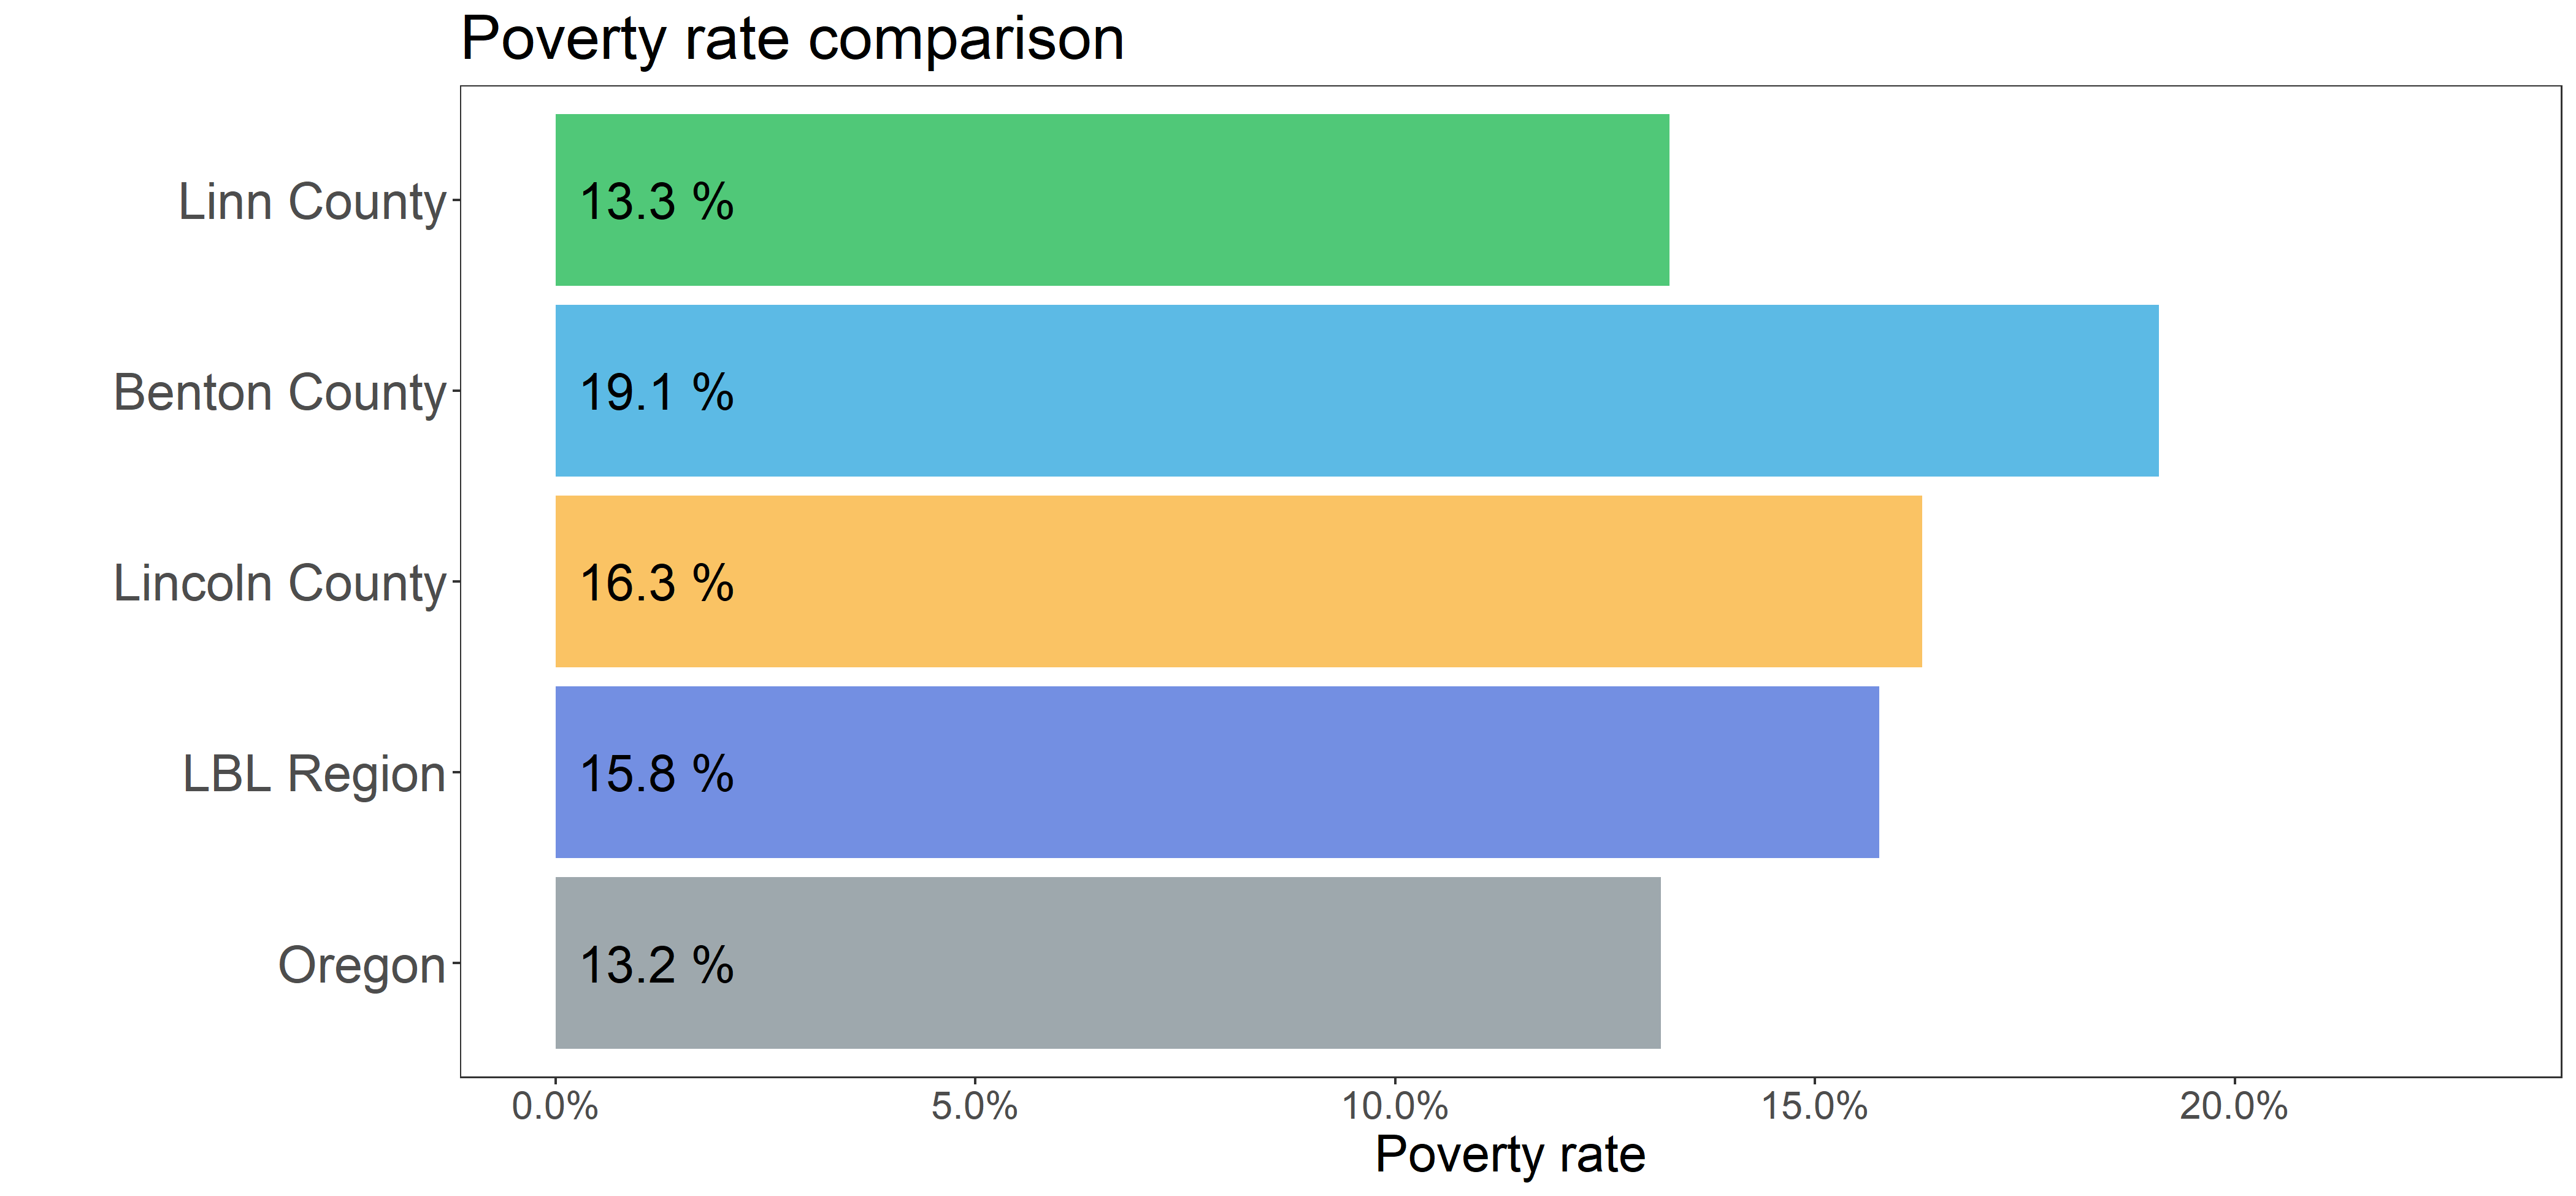 Poverty rate comparison
Linn County
13.3 %
Benton County
19.1 %
Lincoln County
16.3 %
LBL Region
15.8 %
Oregon
13.2 %
0.0% 5.0% 10.0% 15.0% 20.0%
Poverty rate